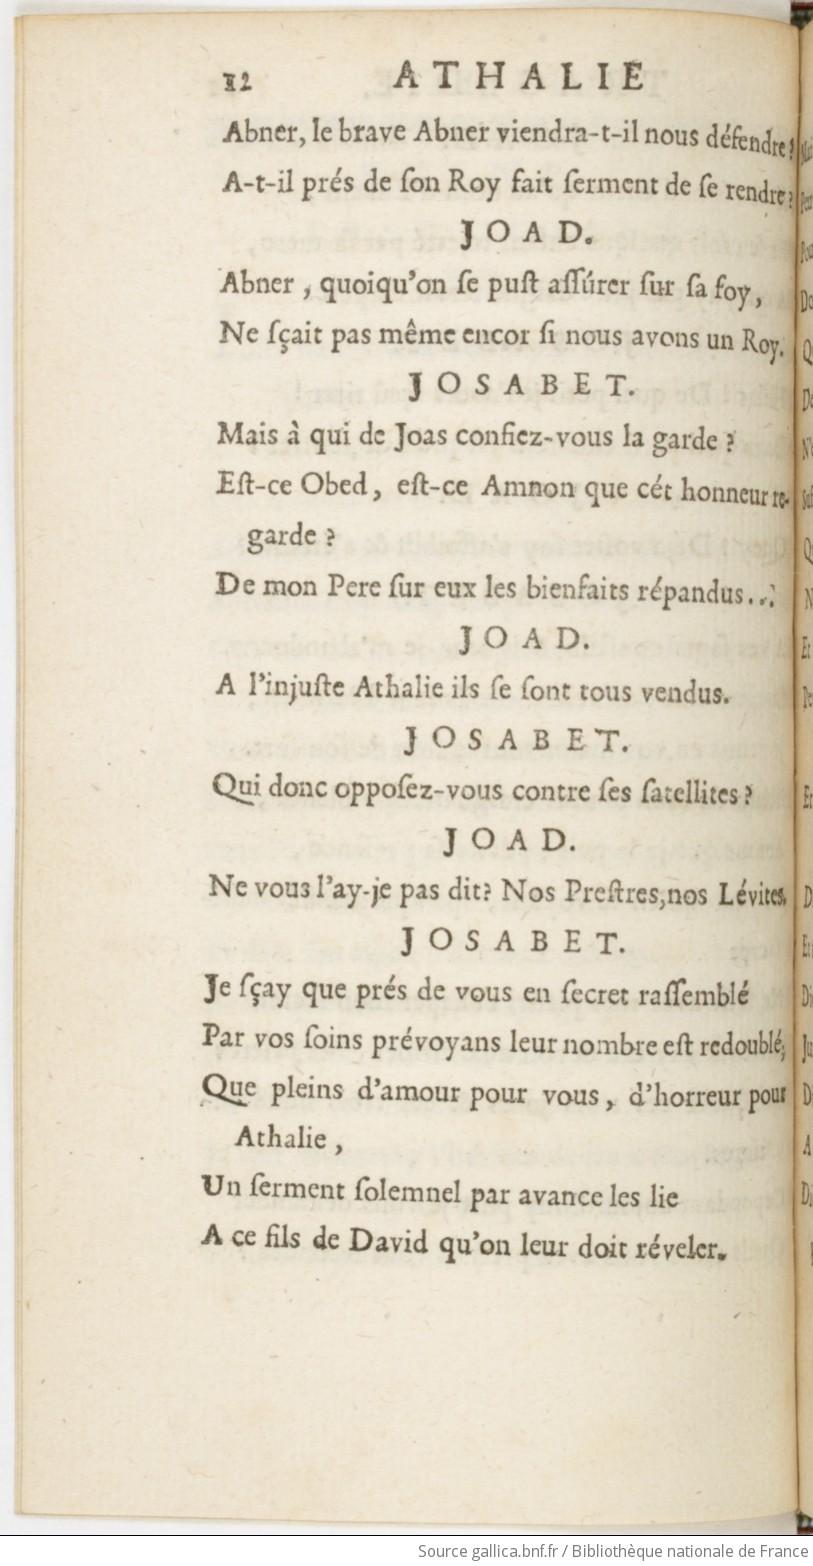 12 ATHALIE
Abner, le brave Abner viendra-t-il nous défendre?
A-t-il prés de ſon Roy fait ſerment de ſe rendre?
JOAD.
Abner, quoiqu'on ſe puſt aſſûrer ſur ſa foy,
Ne ſçait pas même encor ſi nous avons un Roy.
JOSABET.
Mais à qui de Joas confiez-vous la garde?
Eſt-ce Obed, eſt-ce Amnon que cét honneur re-
garde?
De mon Pere ſur eux les bienfaits répandus...
JOAD.
A l'injuſte Athalie ils ſe ſont tous vendus.
JOSABET.
Qui donc oppoſez-vous contre ſes ſatellites?
JOAD.
Ne vous l'ay-je pas dit? Nos Preſtres, nos Lévites.
JOSABET.
Je ſçay que prés de vous en ſecret raſſemblé
Par vos ſoins prévoyans leur nombre eſt redoublé;
Que pleins d'amour pour vous, d'horreur pour
Athalie,
Un ſerment ſolemnel par avance les lie
A ce fils de David qu'on leur doit réveler.
Source gallica.bnf.fr / Bibliothèque nationale de France